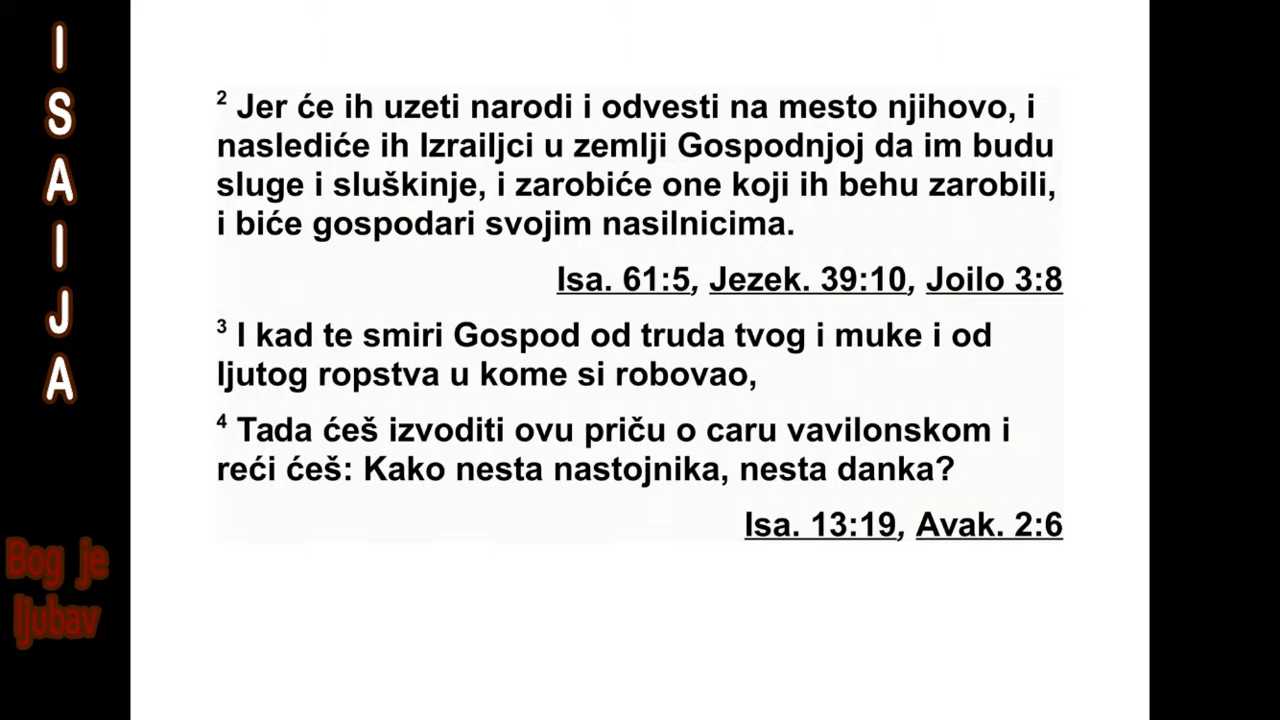 ISAIJA
² Jer će ih uzeti narodi i odvesti na mesto njihovo, i
naslediće ih Izrailjci u zemlji Gospodnjoj da im budu
sluge i sluškinje, i zarobiće one koji ih behu zarobili,
i biće gospodari svojim nasilnicima.
Isa. 61:5, Jezek. 39:10, Joilo 3:8
³ I kad te smiri Gospod od truda tvog i muke i od
ljutog ropstva u kome si robovao,
⁴ Tada ćeš izvoditi ovu priču o caru vavilonskom i
reći ćeš: Kako nesta nastojnika, nesta danka?
Isa. 13:19, Avak. 2:6
Bog je
ljubav